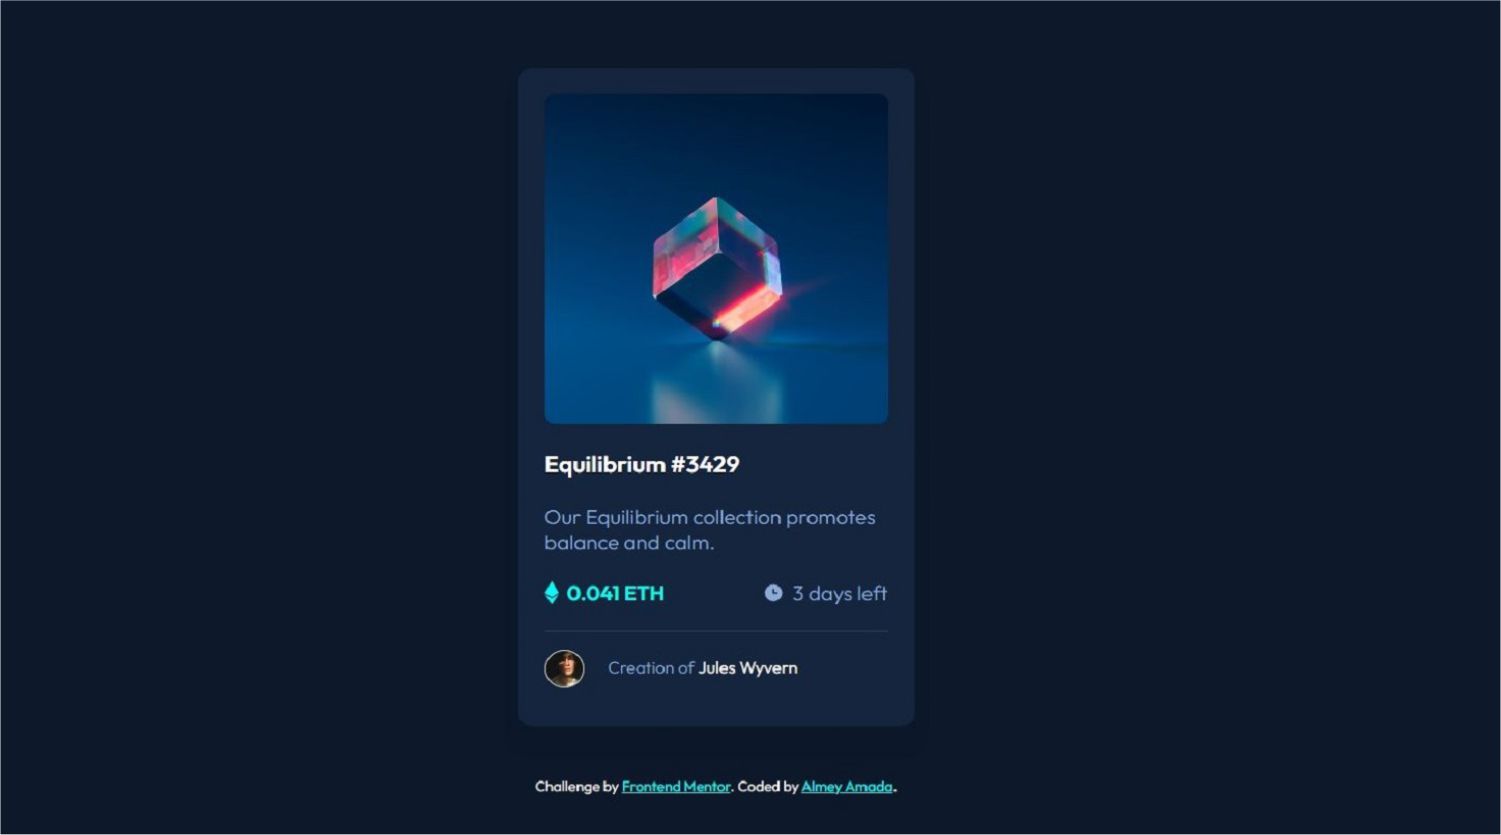 Equilibrium #3429
Our Equilibrium collection promotes
balance and calm.
0.041 ETH
3 days left
Creation of Jules Wyvern
Challenge by Frontend Mentor. Coded by Almey Amada.